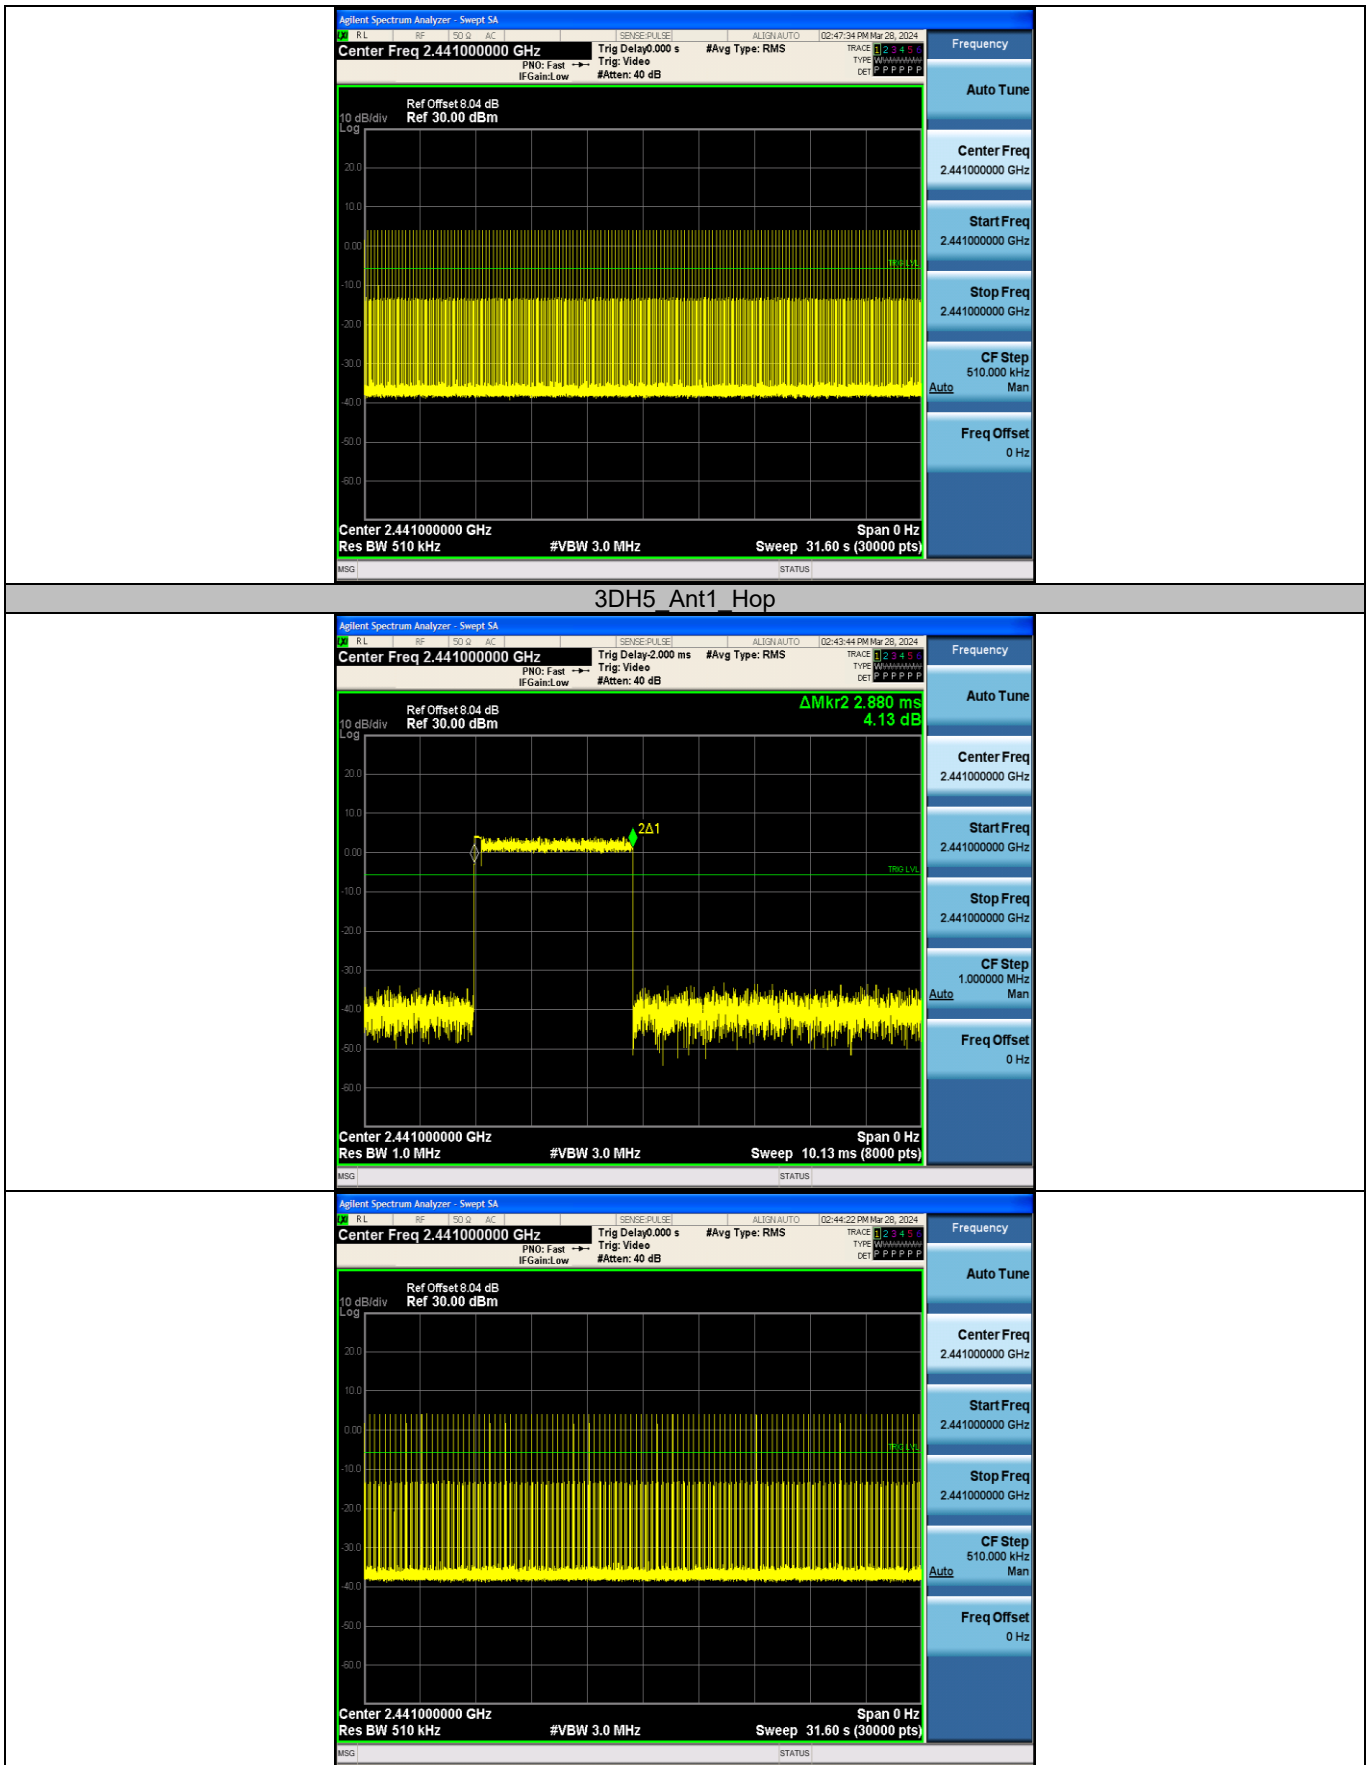 Agilent Spectrum Analyzer - Swept SA
RL RF 50 Ω AC SENSE:PULSE ALIGN AUTO 02:47:34 PM Mar 28, 2024
Center Freq 2.441000000 GHz Trig Delay0.000 s #Avg Type: RMS TRACE 1 2 3 4 5 6
PNO: Fast Trig: Video TYPE
IFGain:Low #Atten: 40 dB DET P P P P P P
Frequency
Auto Tune
Ref Offset 8.04 dB
10 dB/div Ref 30.00 dBm
Log
20.0
10.0
0.00
TRIG LVL
-10.0
-20.0
-30.0
-40.0
-50.0
-60.0
Center Freq
2.441000000 GHz
Start Freq
2.441000000 GHz
Stop Freq
2.441000000 GHz
CF Step
510.000 kHz
Auto Man
Freq Offset
0 Hz
Center 2.441000000 GHz Span 0 Hz
Res BW 510 kHz #VBW 3.0 MHz Sweep 31.60 s (30000 pts)
MSG STATUS
3DH5_Ant1_Hop
Agilent Spectrum Analyzer - Swept SA
RL RF 50 Ω AC SENSE:PULSE ALIGN AUTO 02:43:44 PM Mar 28, 2024
Center Freq 2.441000000 GHz Trig Delay-2.000 ms #Avg Type: RMS TRACE 1 2 3 4 5 6
PNO: Fast Trig: Video TYPE
IFGain:Low #Atten: 40 dB DET P P P P P P
Frequency
Auto Tune
ΔMkr2 2.880 ms
4.13 dB
Ref Offset 8.04 dB
10 dB/div Ref 30.00 dBm
Log
20.0
10.0
2Δ1
0.00
TRIG LVL
-10.0
-20.0
-30.0
-40.0
-50.0
-60.0
Center Freq
2.441000000 GHz
Start Freq
2.441000000 GHz
Stop Freq
2.441000000 GHz
CF Step
1.000000 MHz
Auto Man
Freq Offset
0 Hz
Center 2.441000000 GHz Span 0 Hz
Res BW 1.0 MHz #VBW 3.0 MHz Sweep 10.13 ms (8000 pts)
MSG STATUS
Agilent Spectrum Analyzer - Swept SA
RL RF 50 Ω AC SENSE:PULSE ALIGN AUTO 02:44:22 PM Mar 28, 2024
Center Freq 2.441000000 GHz Trig Delay0.000 s #Avg Type: RMS TRACE 1 2 3 4 5 6
PNO: Fast Trig: Video TYPE
IFGain:Low #Atten: 40 dB DET P P P P P P
Frequency
Auto Tune
Ref Offset 8.04 dB
10 dB/div Ref 30.00 dBm
Log
20.0
10.0
0.00
TRIG LVL
-10.0
-20.0
-30.0
-40.0
-50.0
-60.0
Center Freq
2.441000000 GHz
Start Freq
2.441000000 GHz
Stop Freq
2.441000000 GHz
CF Step
510.000 kHz
Auto Man
Freq Offset
0 Hz
Center 2.441000000 GHz Span 0 Hz
Res BW 510 kHz #VBW 3.0 MHz Sweep 31.60 s (30000 pts)
MSG STATUS